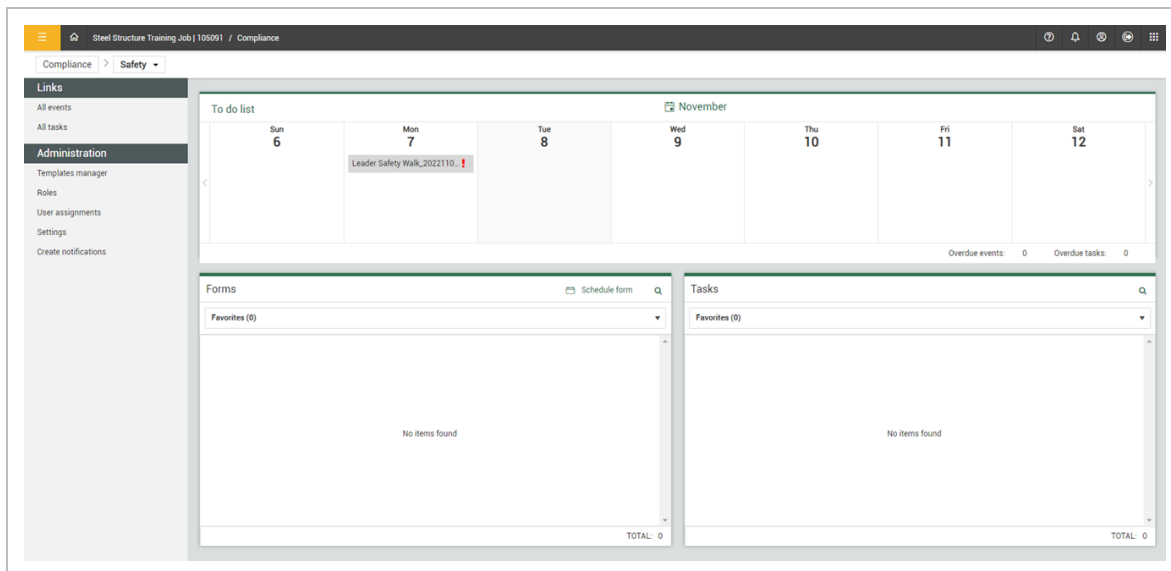 Steel Structure Training Job | 105091 / Compliance
Compliance > Safety
Links
All events
All tasks
Administration
Templates manager
Roles
User assignments
Settings
Create notifications
To do list
November
Sun Mon Tue Wed Thu Fri Sat
6 7 8 9 10 11 12
Leader Safety Walk_2022110...
Overdue events: 0 Overdue tasks: 0
Forms
Schedule form
Favorites (0)
No items found
TOTAL: 0
Tasks
Favorites (0)
No items found
TOTAL: 0